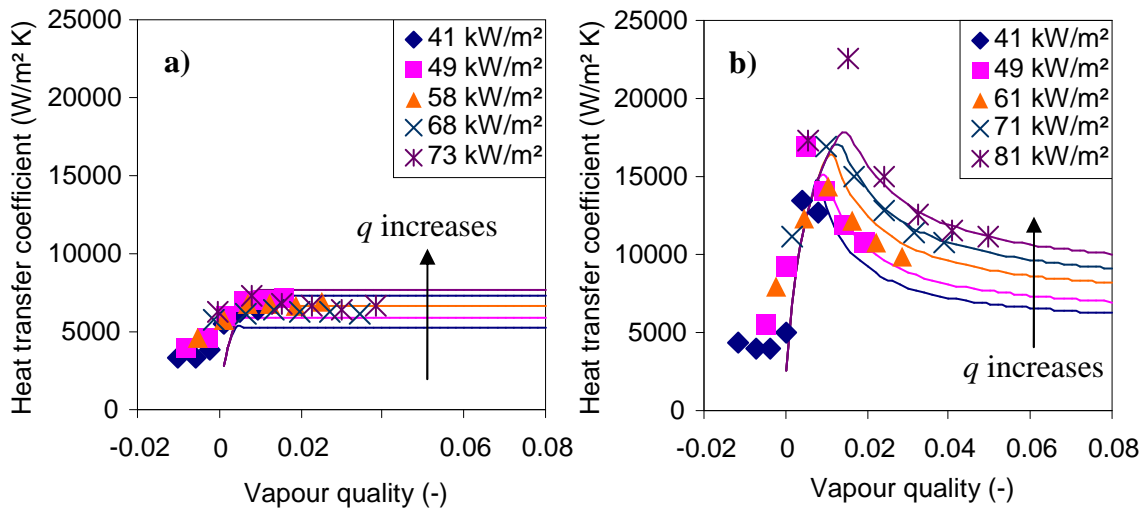 Heat transfer coefficient (W/m² K)
25000
20000
15000
10000
5000
0
-0.02
0
0.02
0.04
0.06
0.08
Vapour quality (-)
a)
41 kW/m²
49 kW/m²
58 kW/m²
68 kW/m²
73 kW/m²
q increases
Heat transfer coefficient (W/m² K)
25000
20000
15000
10000
5000
0
-0.02
0
0.02
0.04
0.06
0.08
Vapour quality (-)
b)
41 kW/m²
49 kW/m²
61 kW/m²
71 kW/m²
81 kW/m²
q increases